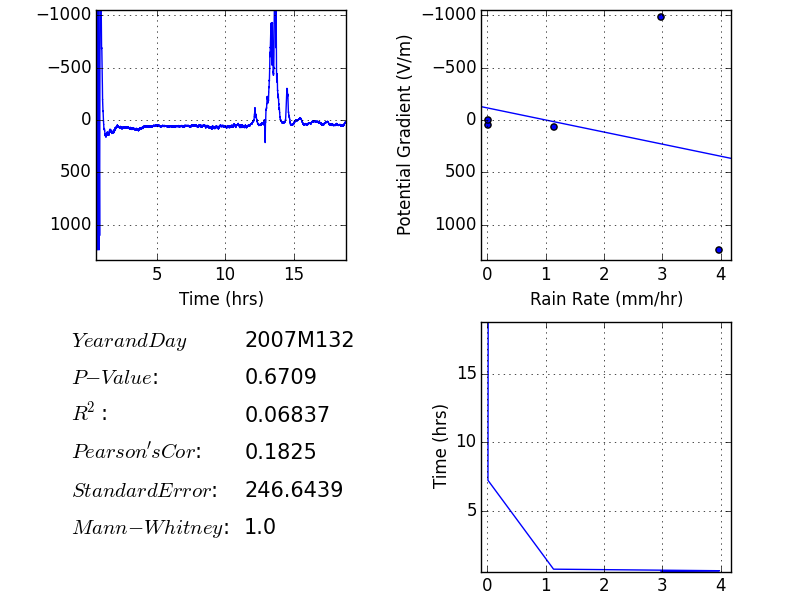 −1000
−500
0
500
1000
5 10 15
Time (hrs)
−1000
−500
0
500
1000
Potential Gradient (V/m)
0 1 2 3 4
Rain Rate (mm/hr)
YearandDay 2007M132
P−Value: 0.6709
R²: 0.06837
Pearson'sCor: 0.1825
StandardError: 246.6439
Mann−Whitney: 1.0
15
10
5
Time (hrs)
0 1 2 3 4